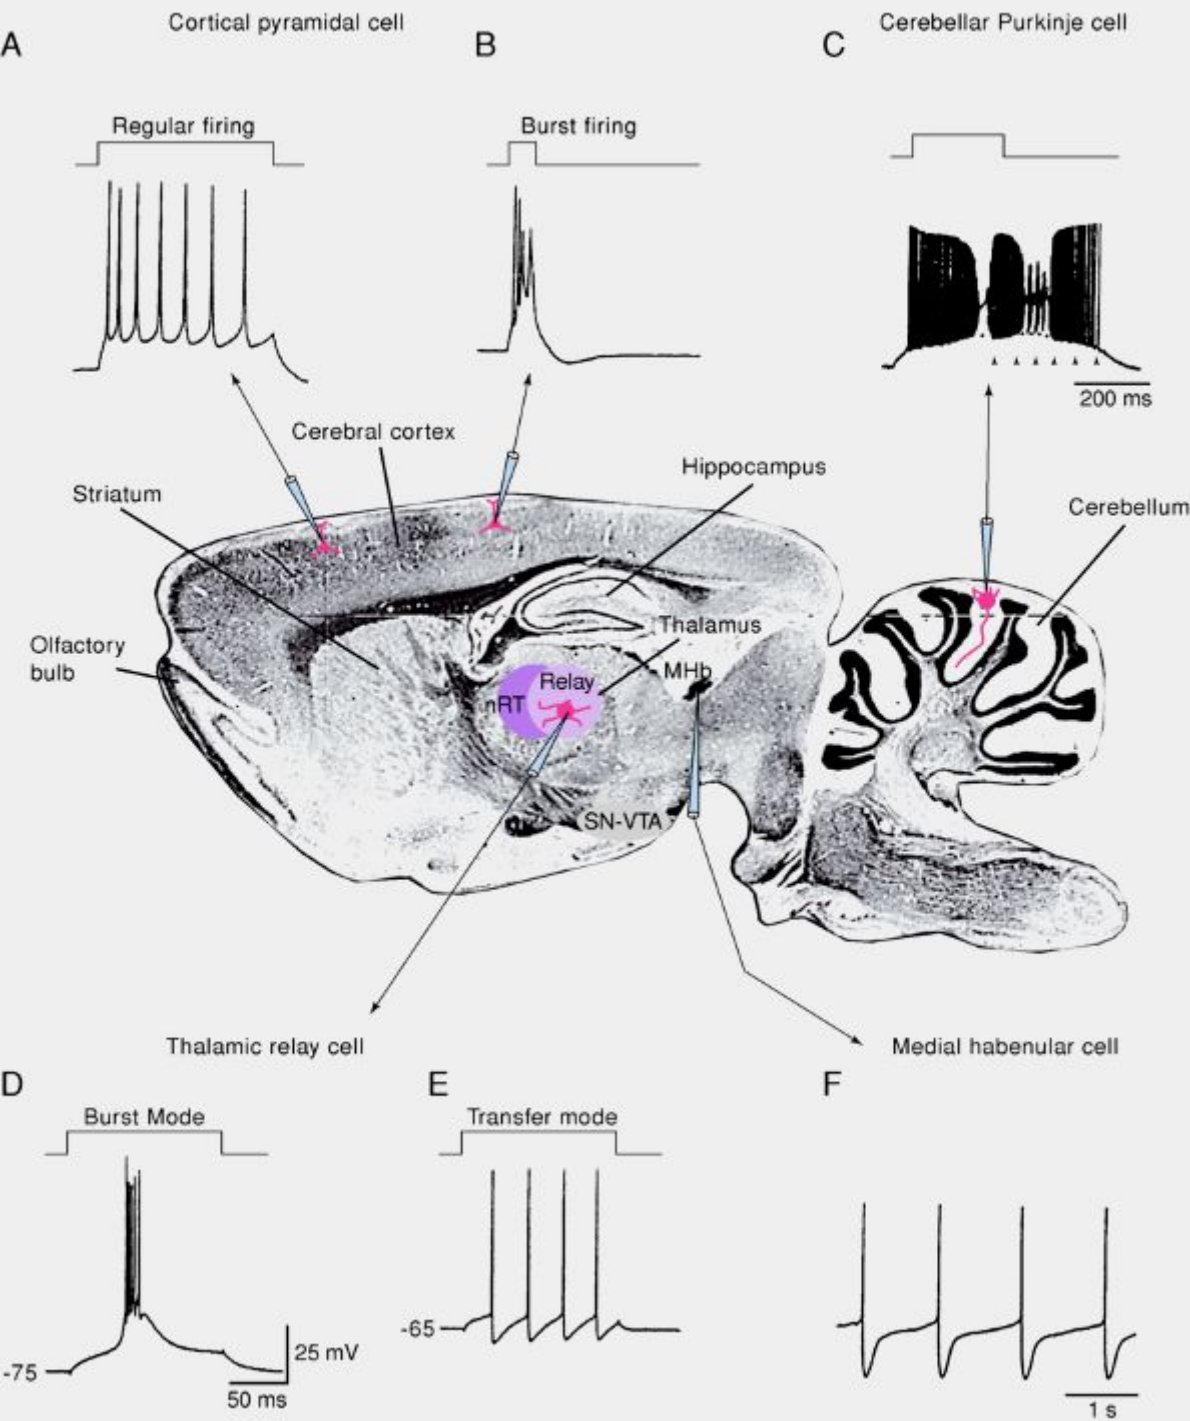 Cortical pyramidal cell
Cerebellar Purkinje cell
A
B
C
Regular firing
Burst firing
200 ms
Cerebral cortex
Hippocampus
Striatum
Cerebellum
Olfactory
bulb
Thalamus
MHb
Relay
nRT
SN-VTA
Thalamic relay cell
Medial habenular cell
D
E
F
Burst Mode
Transfer mode
-65
-75
25 mV
50 ms
1 s